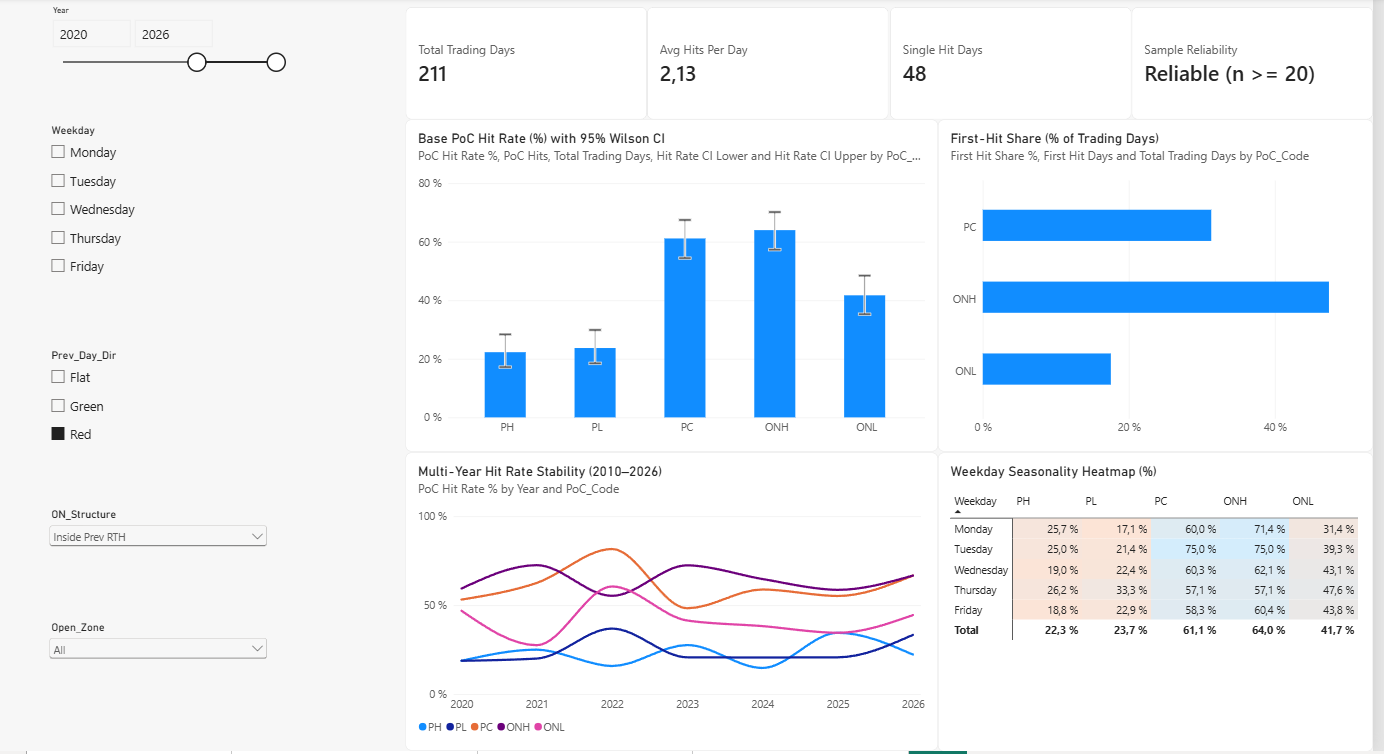 Year
2020 2026
Weekday
Monday
Tuesday
Wednesday
Thursday
Friday
Prev_Day_Dir
Flat
Green
Red
ON_Structure
Inside Prev RTH
Open_Zone
All
Total Trading Days
211
Avg Hits Per Day
2,13
Single Hit Days
48
Sample Reliability
Reliable (n >= 20)
Base PoC Hit Rate (%) with 95% Wilson CI
PoC Hit Rate %, PoC Hits, Total Trading Days, Hit Rate CI Lower and Hit Rate CI Upper by PoC_...
80 %
60 %
40 %
20 %
0 %
PH PL PC ONH ONL
First-Hit Share (% of Trading Days)
First Hit Share %, First Hit Days and Total Trading Days by PoC_Code
PC
ONH
ONL
0 % 20 % 40 %
Multi-Year Hit Rate Stability (2010–2026)
PoC Hit Rate % by Year and PoC_Code
100 %
50 %
0 %
2020 2021 2022 2023 2024 2025 2026
PH PL PC ONH ONL
Weekday Seasonality Heatmap (%)
Weekday PH PL PC ONH ONL
Monday 25,7 % 17,1 % 60,0 % 71,4 % 31,4 %
Tuesday 25,0 % 21,4 % 75,0 % 75,0 % 39,3 %
Wednesday 19,0 % 22,4 % 60,3 % 62,1 % 43,1 %
Thursday 26,2 % 33,3 % 57,1 % 57,1 % 47,6 %
Friday 18,8 % 22,9 % 58,3 % 60,4 % 43,8 %
Total 22,3 % 23,7 % 61,1 % 64,0 % 41,7 %